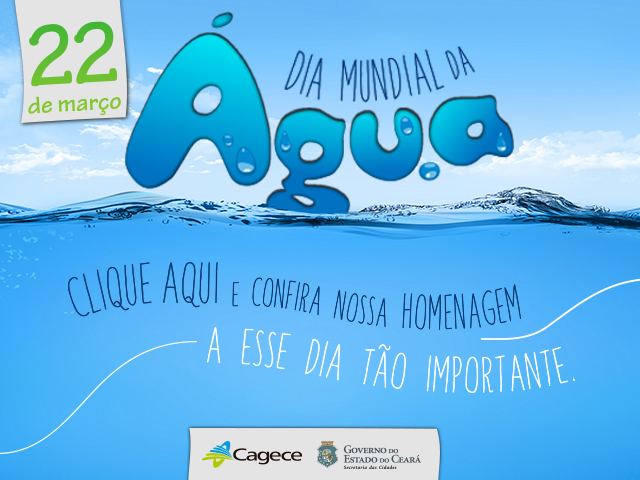 22
de março
DIA MUNDIAL DA
Água
CLIQUE AQUI E CONFIRA NOSSA HOMENAGEM
A ESSE DIA TÃO IMPORTANTE.
Cagece
GOVERNO DO
ESTADO DO CEARÁ
Secretaria das Cidades